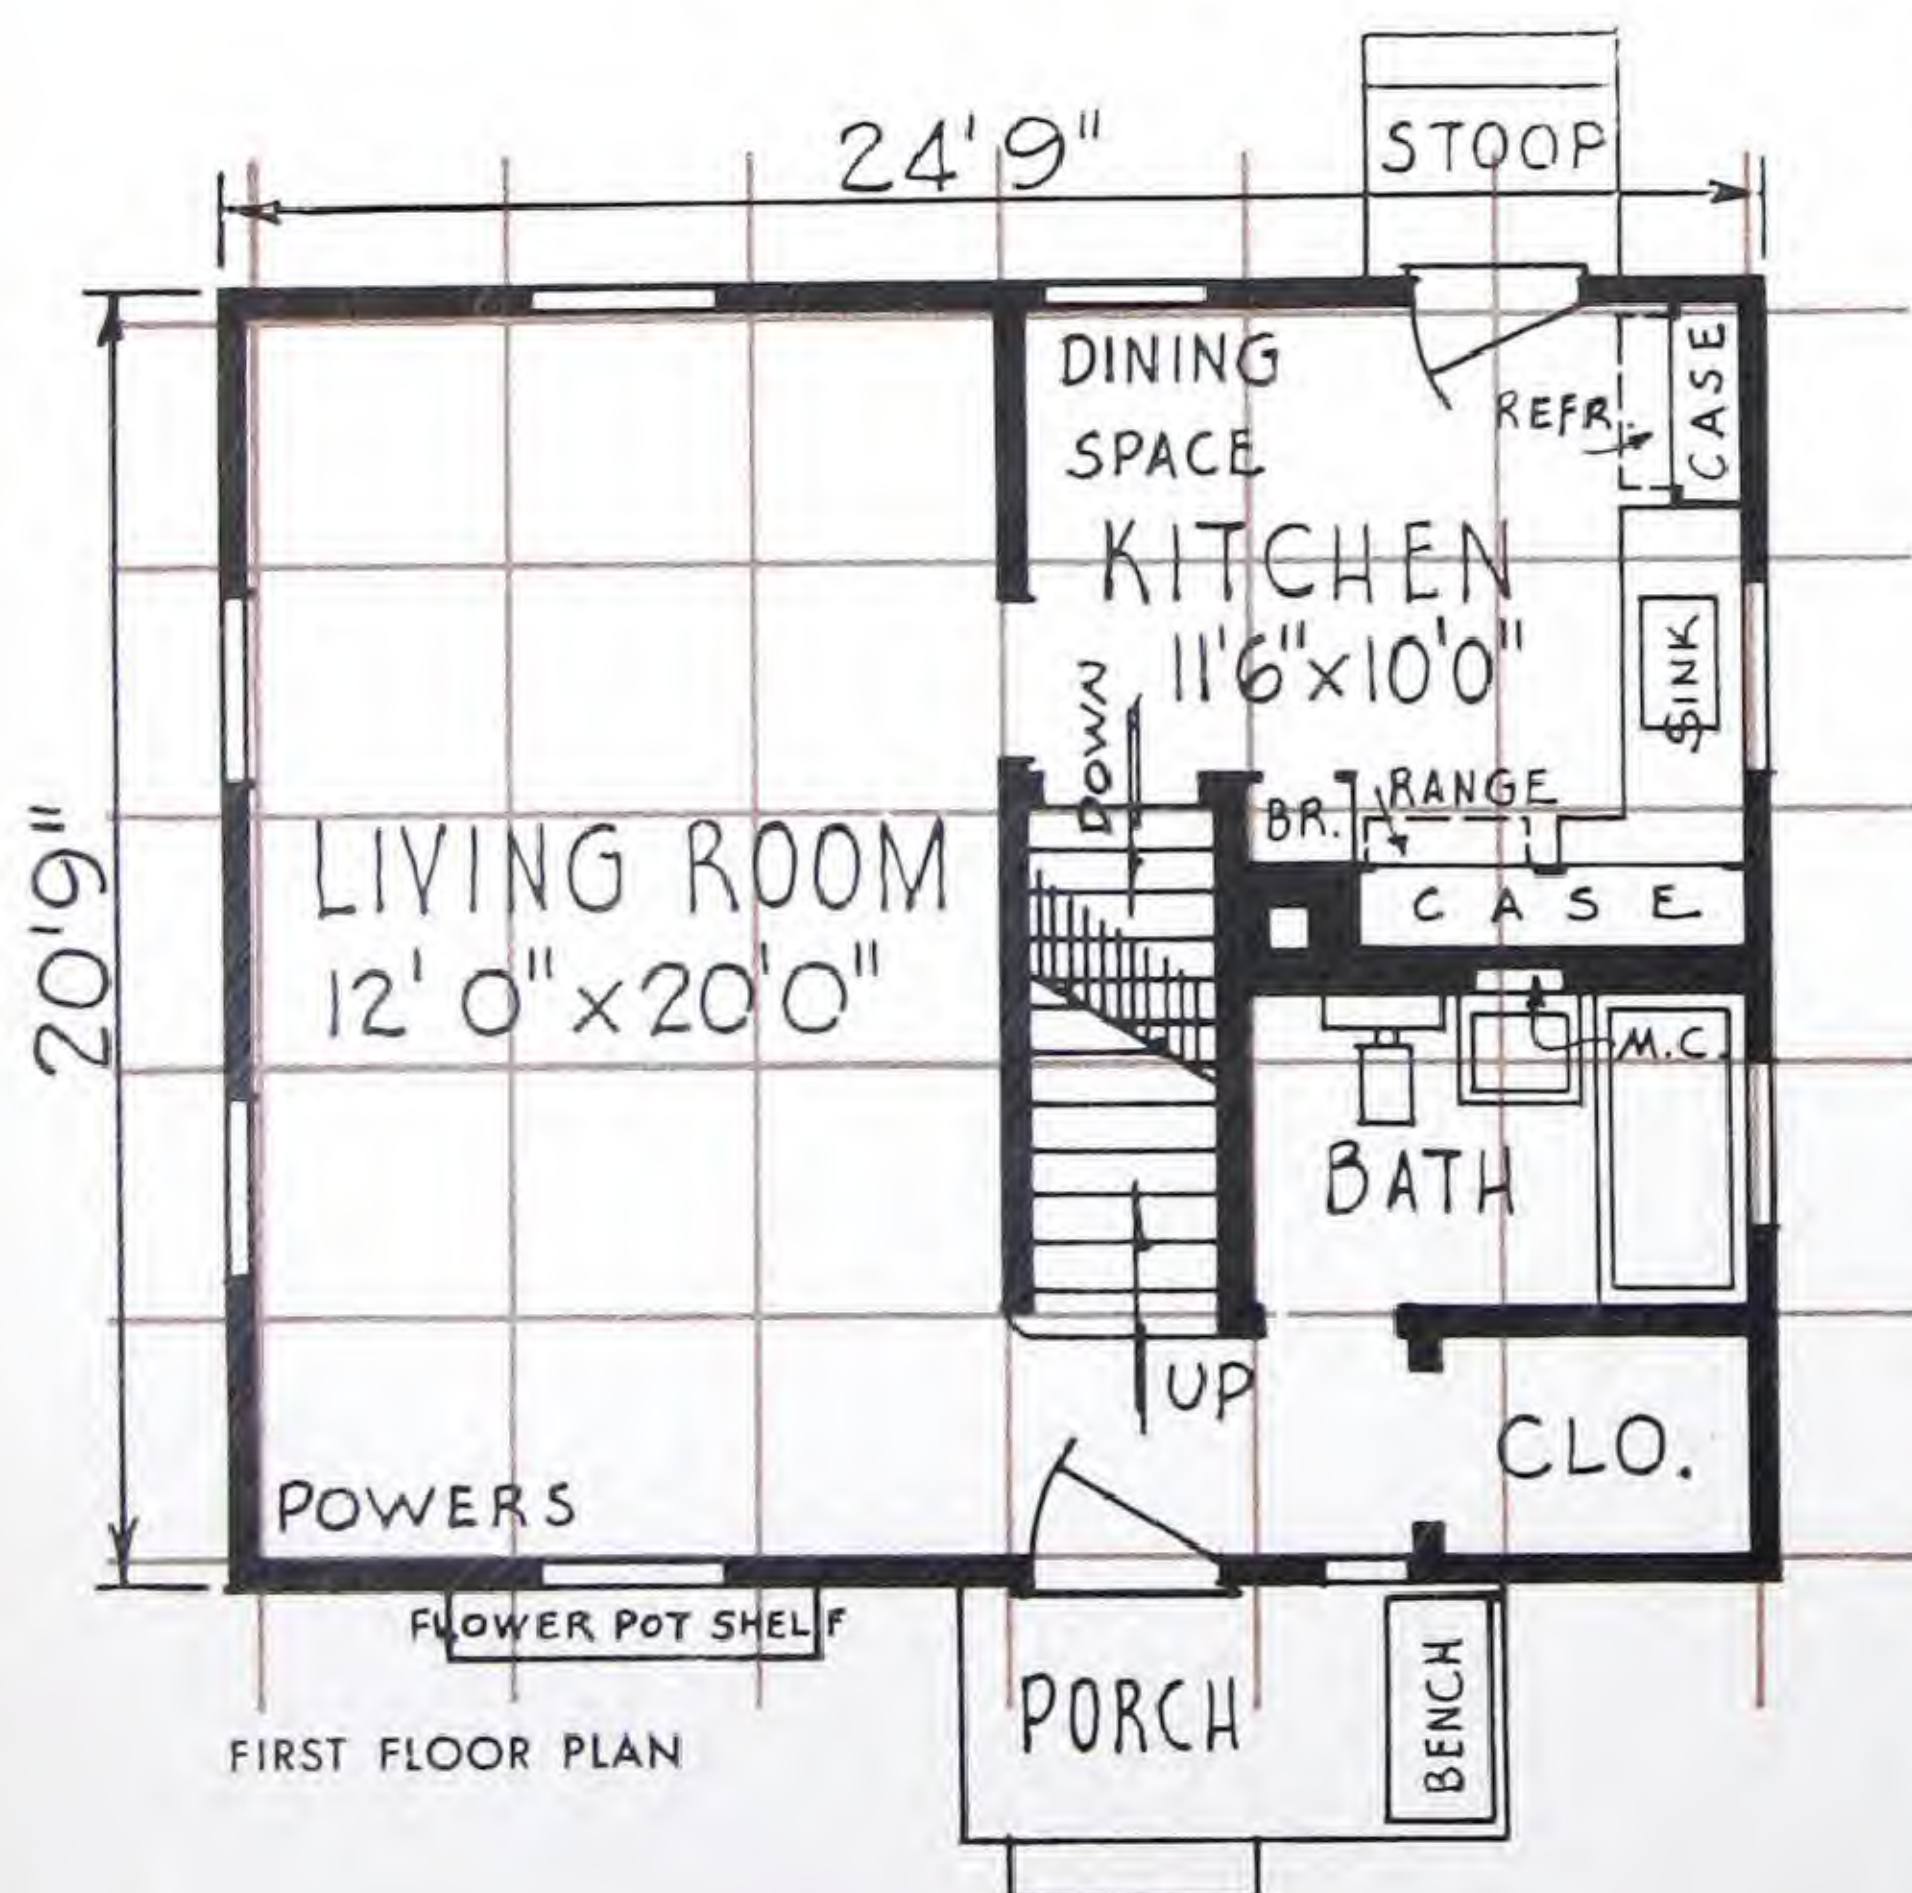 24'9"
STOOP
DINING
SPACE
REFR.
CASE
KITCHEN
11'6"x10'0"
SINK
DOWN
RANGE
BR.
CASE
20'9"
LIVING ROOM
12'0"x20'0"
M.C.
BATH
UP
CLO.
POWERS
FLOWER POT SHELF
PORCH
BENCH
FIRST FLOOR PLAN